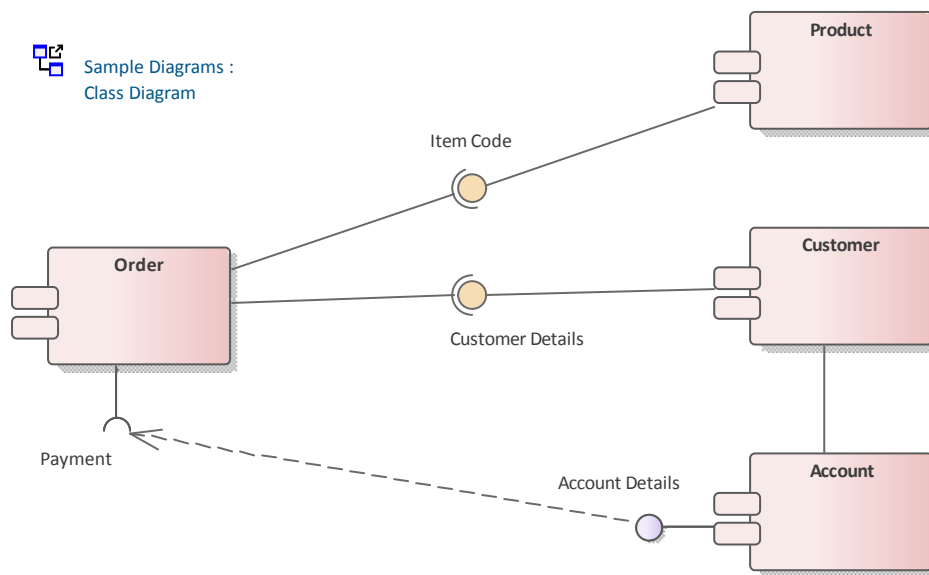 Product
Sample Diagrams :
Class Diagram
Item Code
Order
Customer
Customer Details
Payment
Account Details
Account